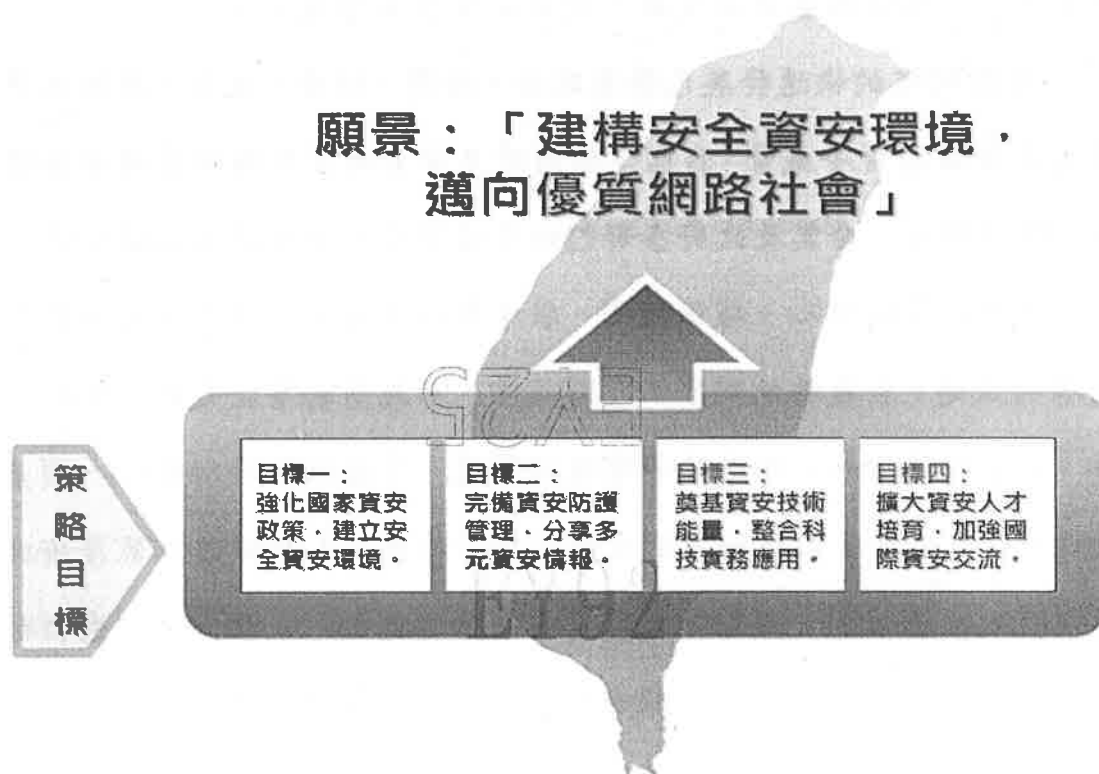 願景：「建構安全資安環境，
邁向優質網路社會」
EY25
策略目標
目標一：
強化國家資安
政策，建立安
全資安環境。
目標二：
完備資安防護
管理，分享多
元資安情報。
目標三：
奠基資安技術
能量，整合科
技實務應用。
目標四：
擴大資安人才
培育，加強國
際資安交流。
EY92